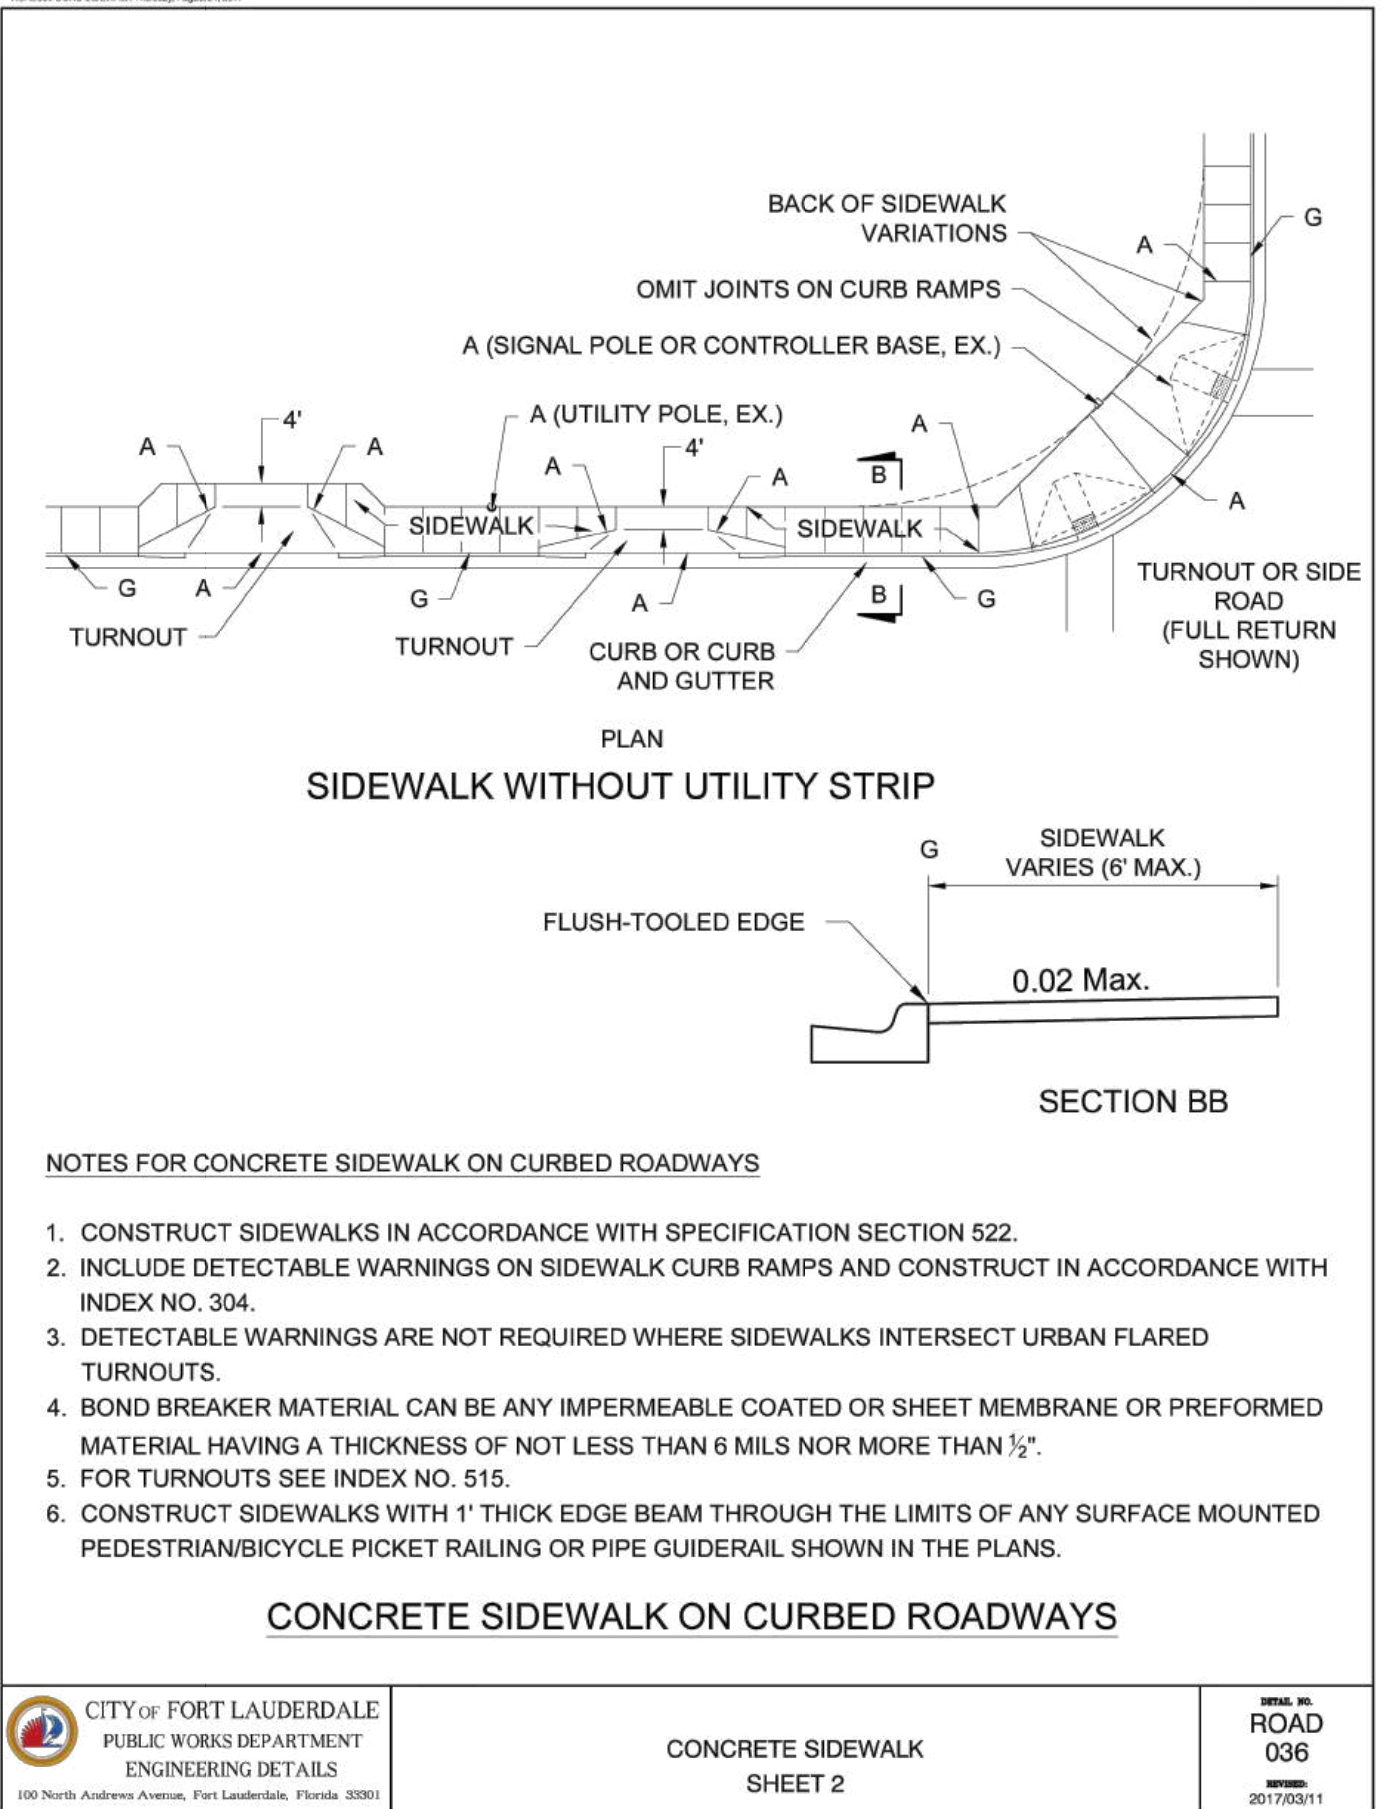 BACK OF SIDEWALK
VARIATIONS
G
A
OMIT JOINTS ON CURB RAMPS
A (SIGNAL POLE OR CONTROLLER BASE, EX.)
4'
A (UTILITY POLE, EX.)
A
A
A
4'
A
A
B
A
SIDEWALK
SIDEWALK
G
A
G
A
B
G
TURNOUT OR SIDE
ROAD
(FULL RETURN
SHOWN)
TURNOUT
TURNOUT
CURB OR CURB
AND GUTTER
PLAN
SIDEWALK WITHOUT UTILITY STRIP
G
SIDEWALK
VARIES (6' MAX.)
FLUSH-TOOLED EDGE
0.02 Max.
SECTION BB
NOTES FOR CONCRETE SIDEWALK ON CURBED ROADWAYS
1. CONSTRUCT SIDEWALKS IN ACCORDANCE WITH SPECIFICATION SECTION 522.
2. INCLUDE DETECTABLE WARNINGS ON SIDEWALK CURB RAMPS AND CONSTRUCT IN ACCORDANCE WITH
INDEX NO. 304.
3. DETECTABLE WARNINGS ARE NOT REQUIRED WHERE SIDEWALKS INTERSECT URBAN FLARED
TURNOUTS.
4. BOND BREAKER MATERIAL CAN BE ANY IMPERMEABLE COATED OR SHEET MEMBRANE OR PREFORMED
MATERIAL HAVING A THICKNESS OF NOT LESS THAN 6 MILS NOR MORE THAN ½".
5. FOR TURNOUTS SEE INDEX NO. 515.
6. CONSTRUCT SIDEWALKS WITH 1' THICK EDGE BEAM THROUGH THE LIMITS OF ANY SURFACE MOUNTED
PEDESTRIAN/BICYCLE PICKET RAILING OR PIPE GUIDERAIL SHOWN IN THE PLANS.
CONCRETE SIDEWALK ON CURBED ROADWAYS
CITY OF FORT LAUDERDALE
PUBLIC WORKS DEPARTMENT
ENGINEERING DETAILS
100 North Andrews Avenue, Fort Lauderdale, Florida 33301
CONCRETE SIDEWALK
SHEET 2
DETAIL NO.
ROAD
036
REVISED:
2017/03/11